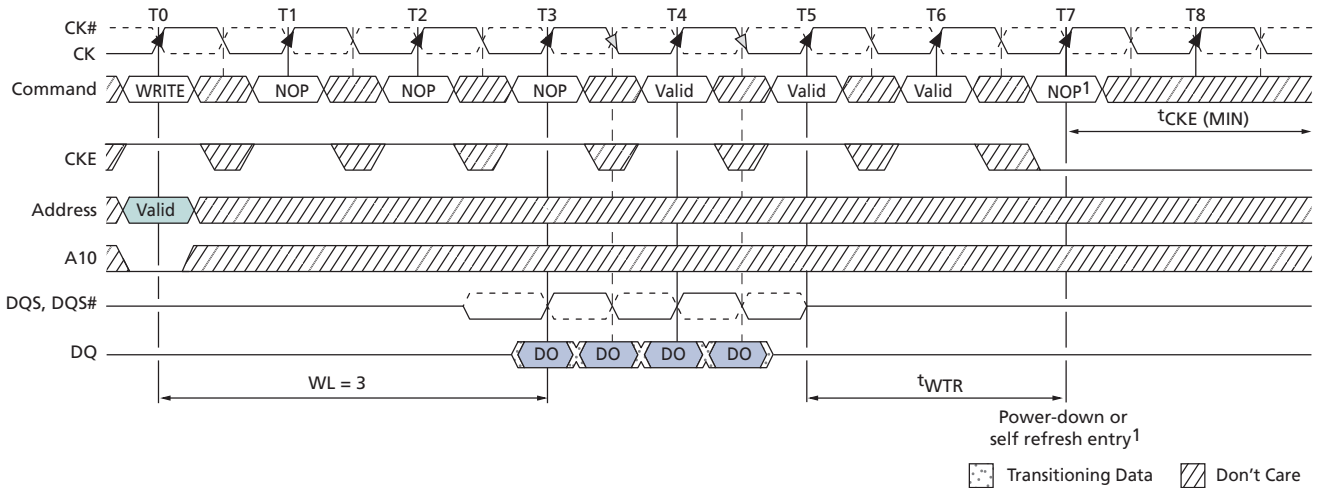 T0 T1 T2 T3 T4 T5 T6 T7 T8
CK#
CK
Command WRITE NOP NOP NOP Valid Valid Valid NOP1
tCKE (MIN)
CKE
Address Valid
A10
DQS, DQS#
DQ DO DO DO DO
WL = 3 tWTR
Power-down or
self refresh entry1
Transitioning Data Don't Care